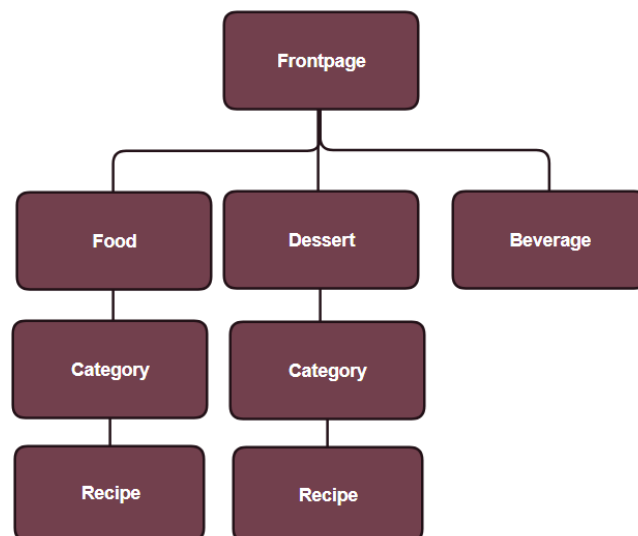 Frontpage
Food
Dessert
Beverage
Category
Category
Recipe
Recipe